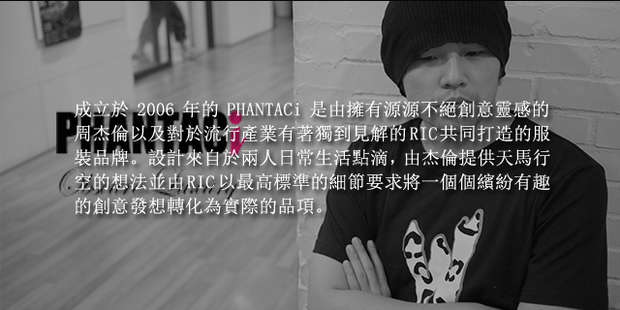 成立於 2006 年的 PHANTACi 是由擁有源源不絕創意靈感的
周杰倫以及對於流行產業有著獨到見解的RIC共同打造的服
裝品牌。設計來自於兩人日常生活點滴，由杰倫提供天馬行
空的想法並由RIC以最高標準的細節要求將一個個繽紛有趣
的創意發想轉化為實際的品項。
PHANTACi